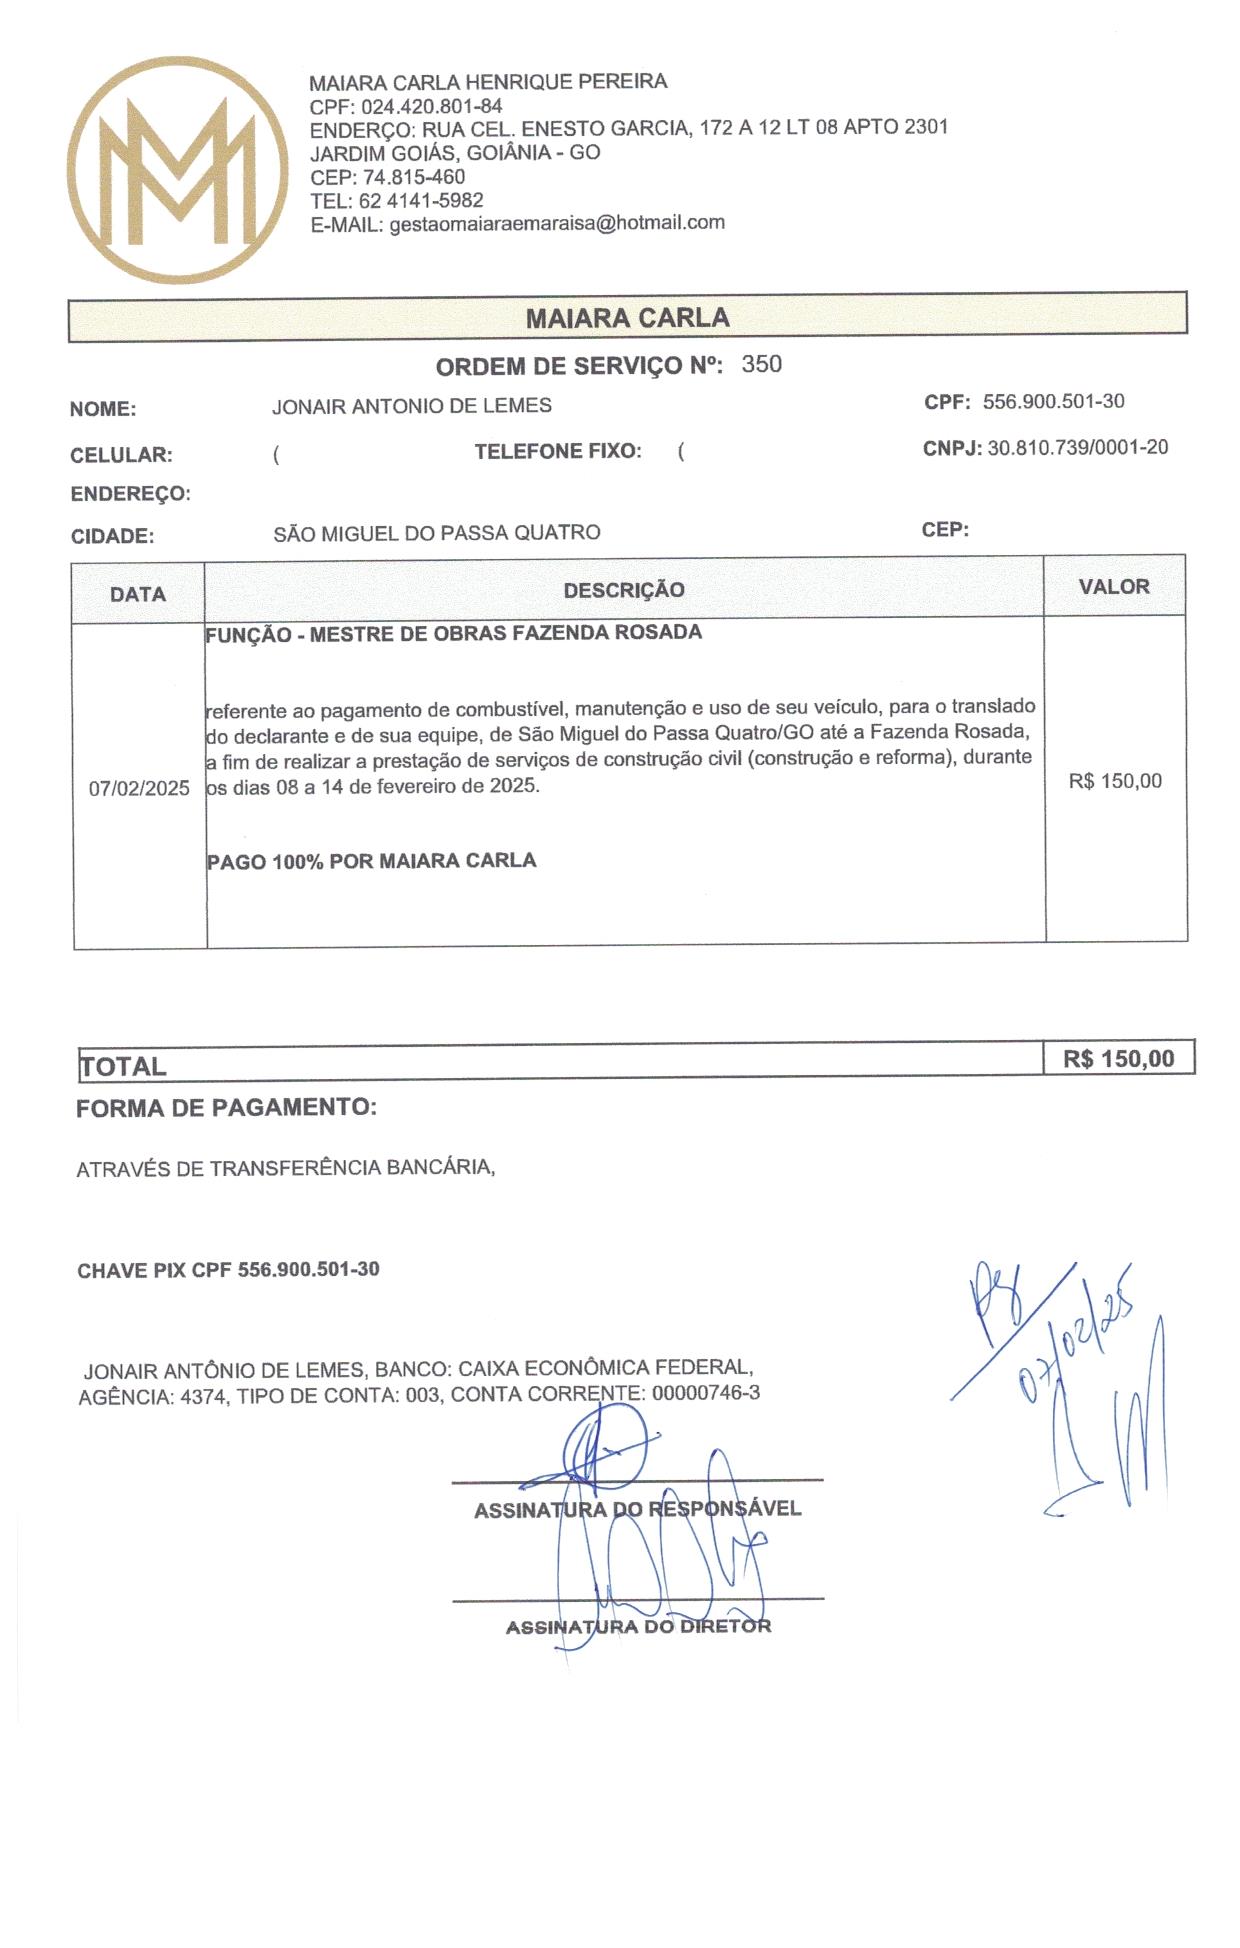 MAIARA CARLA HENRIQUE PEREIRA
CPF: 024.420.801-84
ENDERÇO: RUA CEL. ENESTO GARCIA, 172 A 12 LT 08 APTO 2301
JARDIM GOIÁS, GOIÂNIA - GO
CEP: 74.815-460
TEL: 62 4141-5982
E-MAIL: gestaomaiaraemaraisa@hotmail.com
MAIARA CARLA
ORDEM DE SERVIÇO Nº: 350
NOME: JONAIR ANTONIO DE LEMES CPF: 556.900.501-30
CELULAR: ( TELEFONE FIXO: ( CNPJ: 30.810.739/0001-20
ENDEREÇO:
CIDADE: SÃO MIGUEL DO PASSA QUATRO CEP:
DATA DESCRIÇÃO VALOR
FUNÇÃO - MESTRE DE OBRAS FAZENDA ROSADA
referente ao pagamento de combustível, manutenção e uso de seu veículo, para o translado
do declarante e de sua equipe, de São Miguel do Passa Quatro/GO até a Fazenda Rosada,
a fim de realizar a prestação de serviços de construção civil (construção e reforma), durante
07/02/2025 os dias 08 a 14 de fevereiro de 2025. R$ 150,00
PAGO 100% POR MAIARA CARLA
TOTAL R$ 150,00
FORMA DE PAGAMENTO:
ATRAVÉS DE TRANSFERÊNCIA BANCÁRIA,
CHAVE PIX CPF 556.900.501-30
07/02/25
JONAIR ANTÔNIO DE LEMES, BANCO: CAIXA ECONÔMICA FEDERAL,
AGÊNCIA: 4374, TIPO DE CONTA: 003, CONTA CORRENTE: 00000746-3
ASSINATURA DO RESPONSÁVEL
ASSINATURA DO DIRETOR